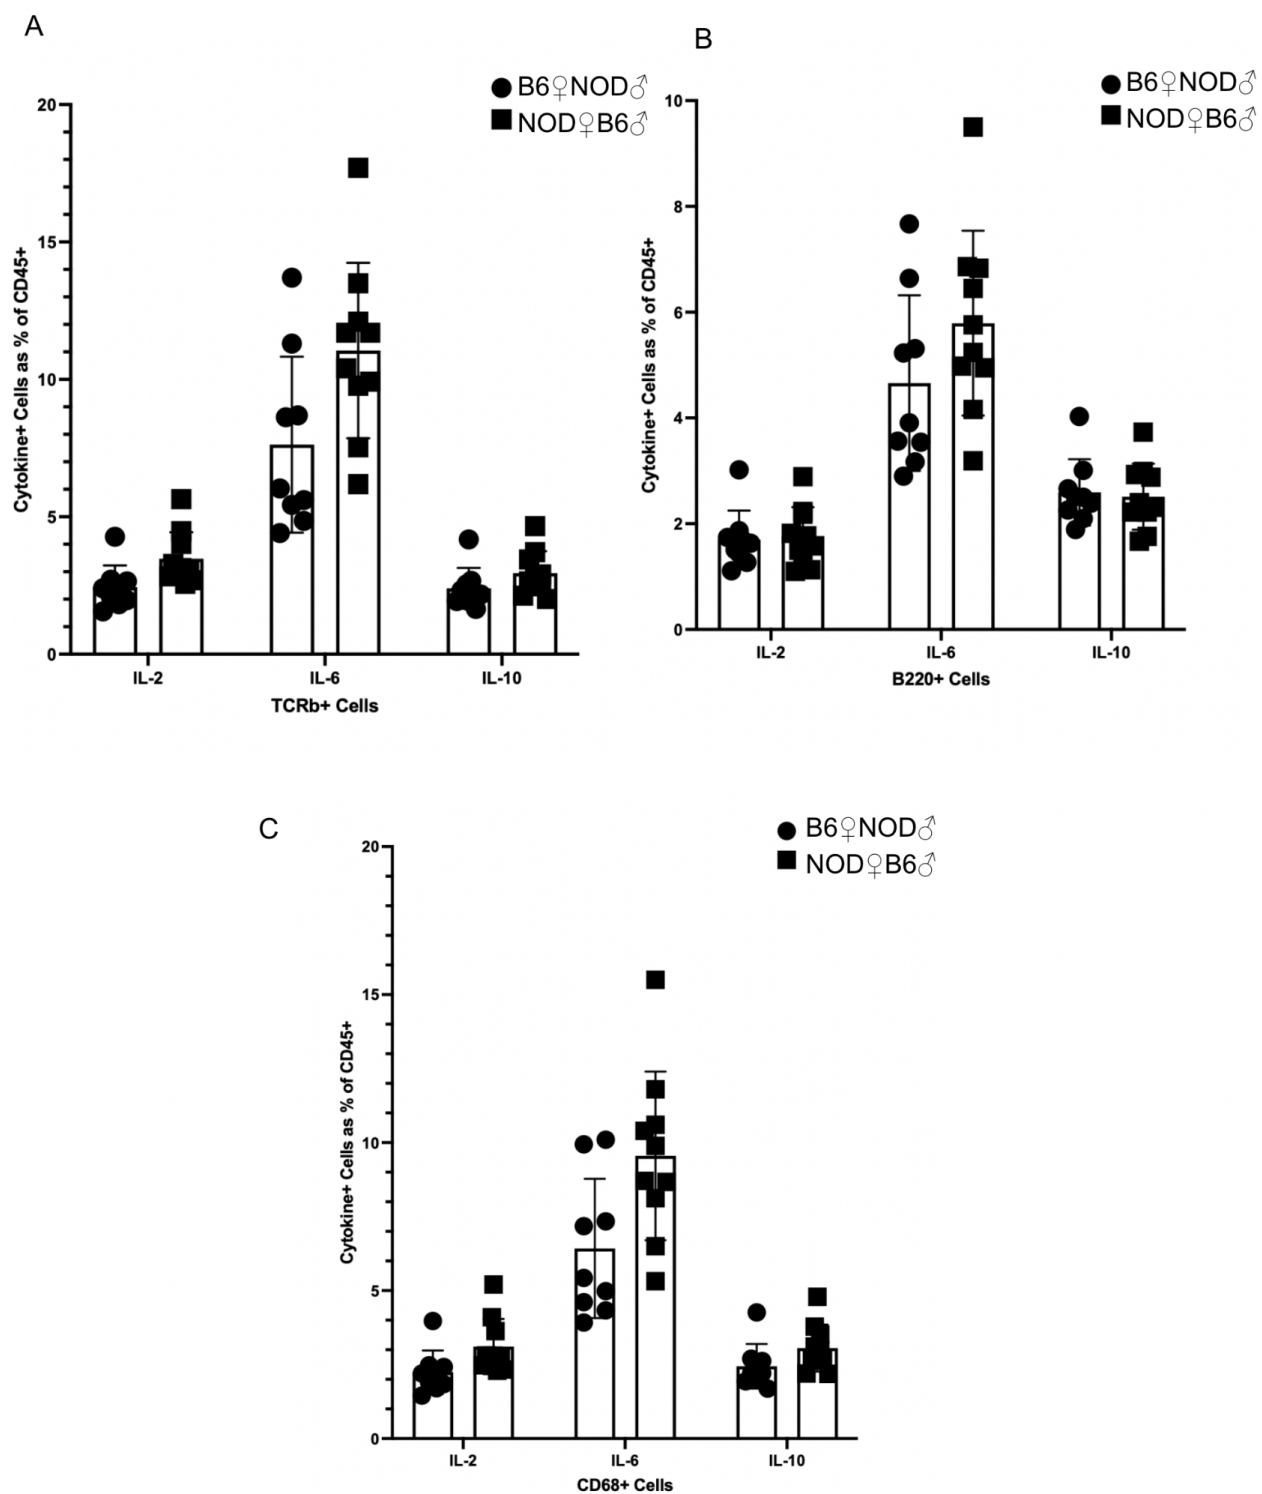 A
B6♀NOD♂
NOD♀B6♂
Cytokine+ Cells as % of CD45+
20
15
10
5
0
IL-2 IL-6 IL-10
TCRb+ Cells
B
B6♀NOD♂
NOD♀B6♂
Cytokine+ Cells as % of CD45+
10
8
6
4
2
0
IL-2 IL-6 IL-10
B220+ Cells
C
B6♀NOD♂
NOD♀B6♂
Cytokine+ Cells as % of CD45+
20
15
10
5
0
IL-2 IL-6 IL-10
CD68+ Cells